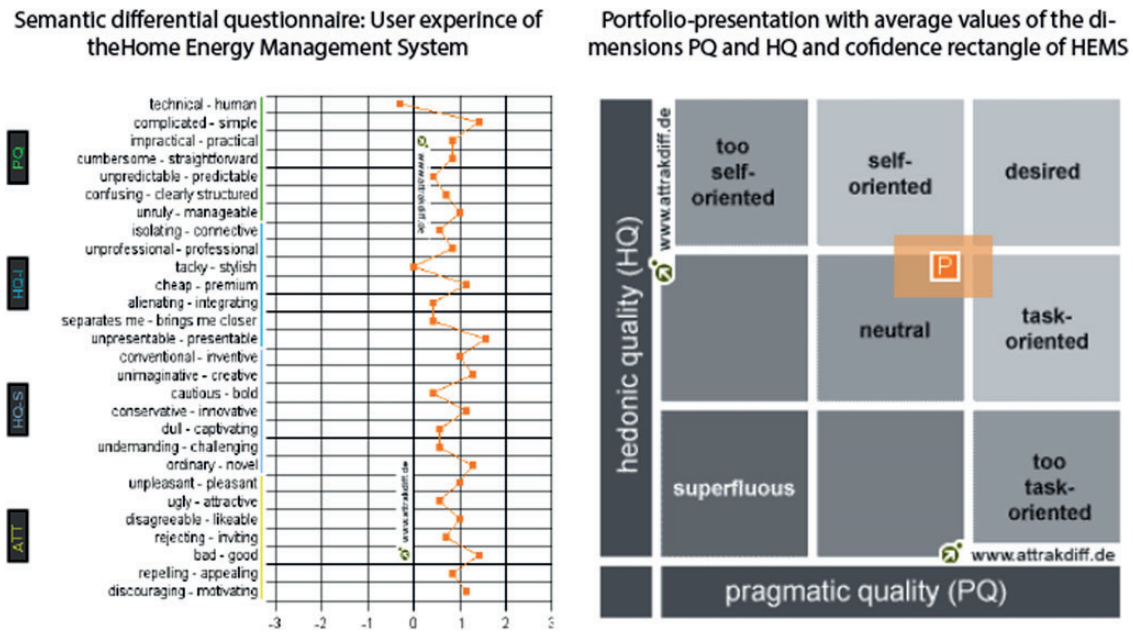 Semantic differential questionnaire: User experince of
theHome Energy Management System
PQ
HQ-I
HQ-S
ATT
technical - human
complicated - simple
impractical - practical
cumbersome - straightforward
unpredictable - predictable
confusing - clearly structured
unruly - manageable
isolating - connective
unprofessional - professional
tacky - stylish
cheap - premium
alienating - integrating
separates me - brings me closer
unpresentable - presentable
conventional - inventive
unimaginative - creative
cautious - bold
conservative - innovative
dull - captivating
undemanding - challenging
ordinary - novel
unpleasant - pleasant
ugly - attractive
disagreeable - likeable
rejecting - inviting
bad - good
repelling - appealing
discouraging - motivating
www.attrakdiff.de
www.attrakdiff.de
-3 -2 -1 0 1 2 3
Portfolio-presentation with average values of the di-
mensions PQ and HQ and cofidence rectangle of HEMS
hedonic quality (HQ)
www.attrakdiff.de
too
self-
oriented
self-
oriented
desired
P
neutral
task-
oriented
superfluous
too
task-
oriented
www.attrakdiff.de
pragmatic quality (PQ)